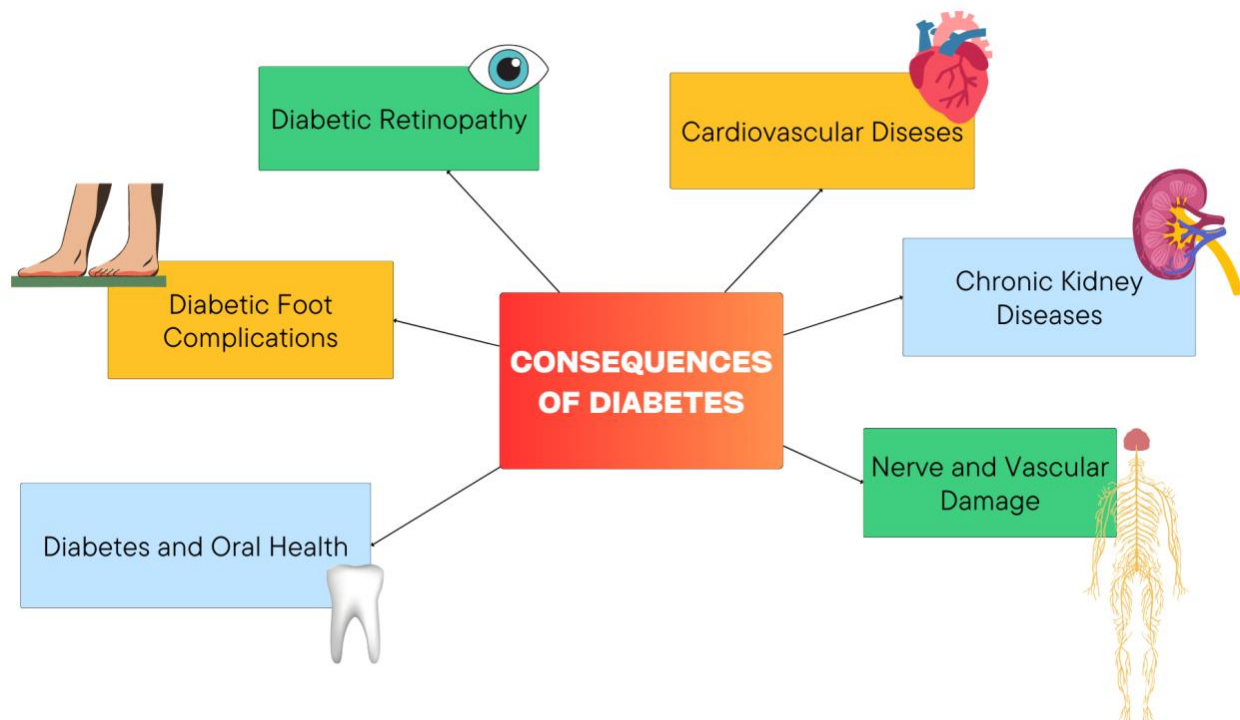 Diabetic Retinopathy
Cardiovascular Diseses
Diabetic Foot
Complications
Chronic Kidney
Diseases
CONSEQUENCES
OF DIABETES
Nerve and Vascular
Damage
Diabetes and Oral Health